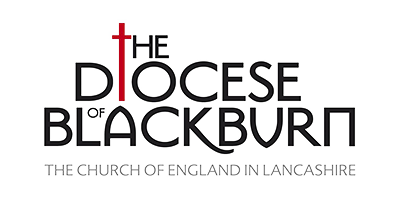 THE
DIOCESE
OF
BLACKBURN
THE CHURCH OF ENGLAND IN LANCASHIRE